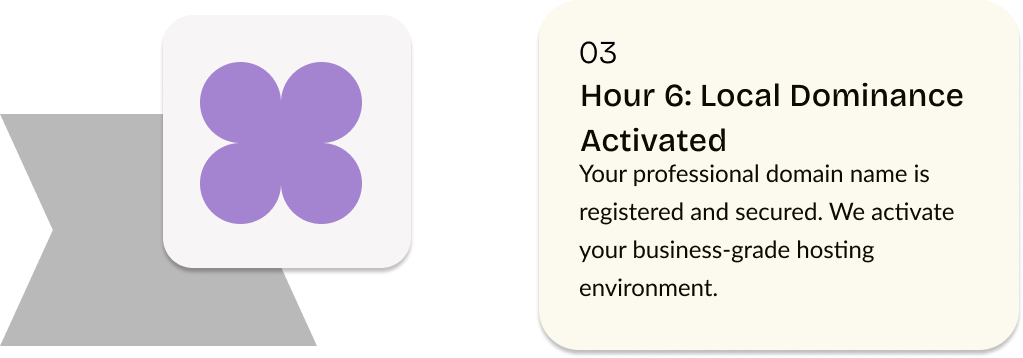 03
Hour 6: Local Dominance
Activated
Your professional domain name is
registered and secured. We activate
your business-grade hosting
environment.